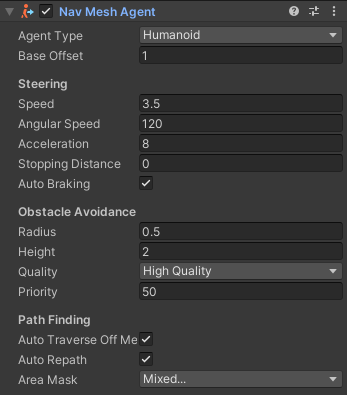 Nav Mesh Agent
Agent Type Humanoid
Base Offset 1
Steering
Speed 3.5
Angular Speed 120
Acceleration 8
Stopping Distance 0
Auto Braking
Obstacle Avoidance
Radius 0.5
Height 2
Quality High Quality
Priority 50
Path Finding
Auto Traverse Off Me
Auto Repath
Area Mask Mixed...